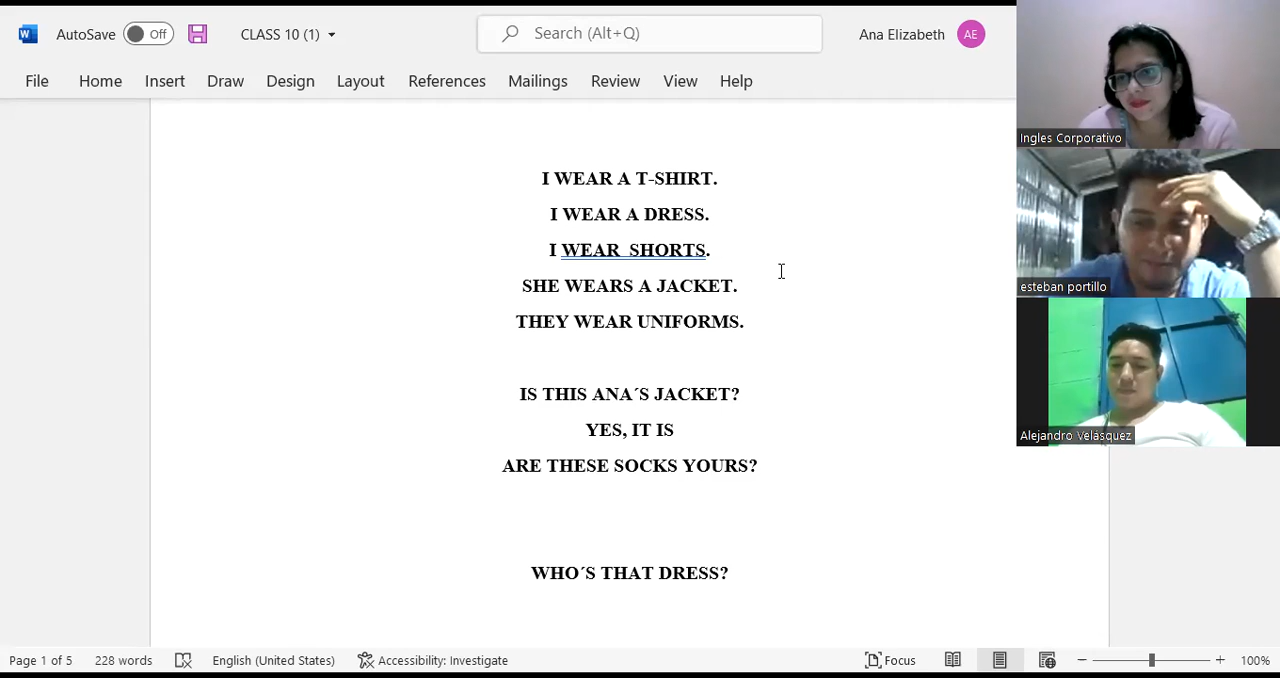 W
AutoSave Off CLASS 10 (1) Search (Alt+Q) Ana Elizabeth AE
File Home Insert Draw Design Layout References Mailings Review View Help
I WEAR A T-SHIRT.
I WEAR A DRESS.
I WEAR  SHORTS.
SHE WEARS A JACKET.
THEY WEAR UNIFORMS.
IS THIS ANA´S JACKET?
YES, IT IS
ARE THESE SOCKS YOURS?
WHO´S THAT DRESS?
Ingles Corporativo
esteban portillo
Alejandro Velásquez
Page 1 of 5 228 words English (United States) Accessibility: Investigate Focus 100%